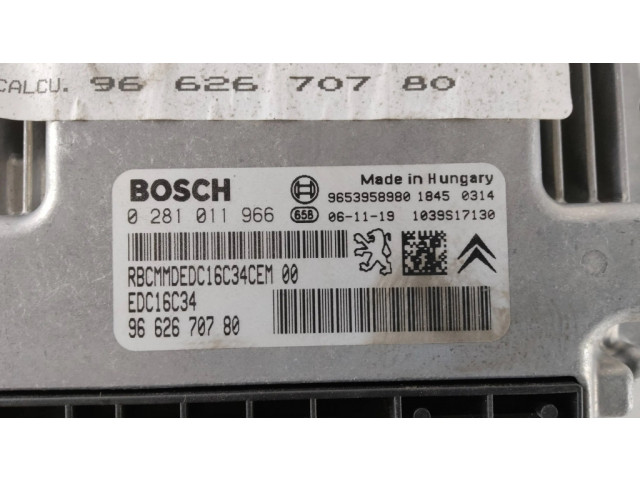 CALCU. 96 626 707 80
BOSCH
Made in Hungary
9653958980 1845 0314
0 281 011 966 658 06-11-19 1039S17130
RBCMMDEDC16C34CEM 00
EDC16C34
96 626 707 80